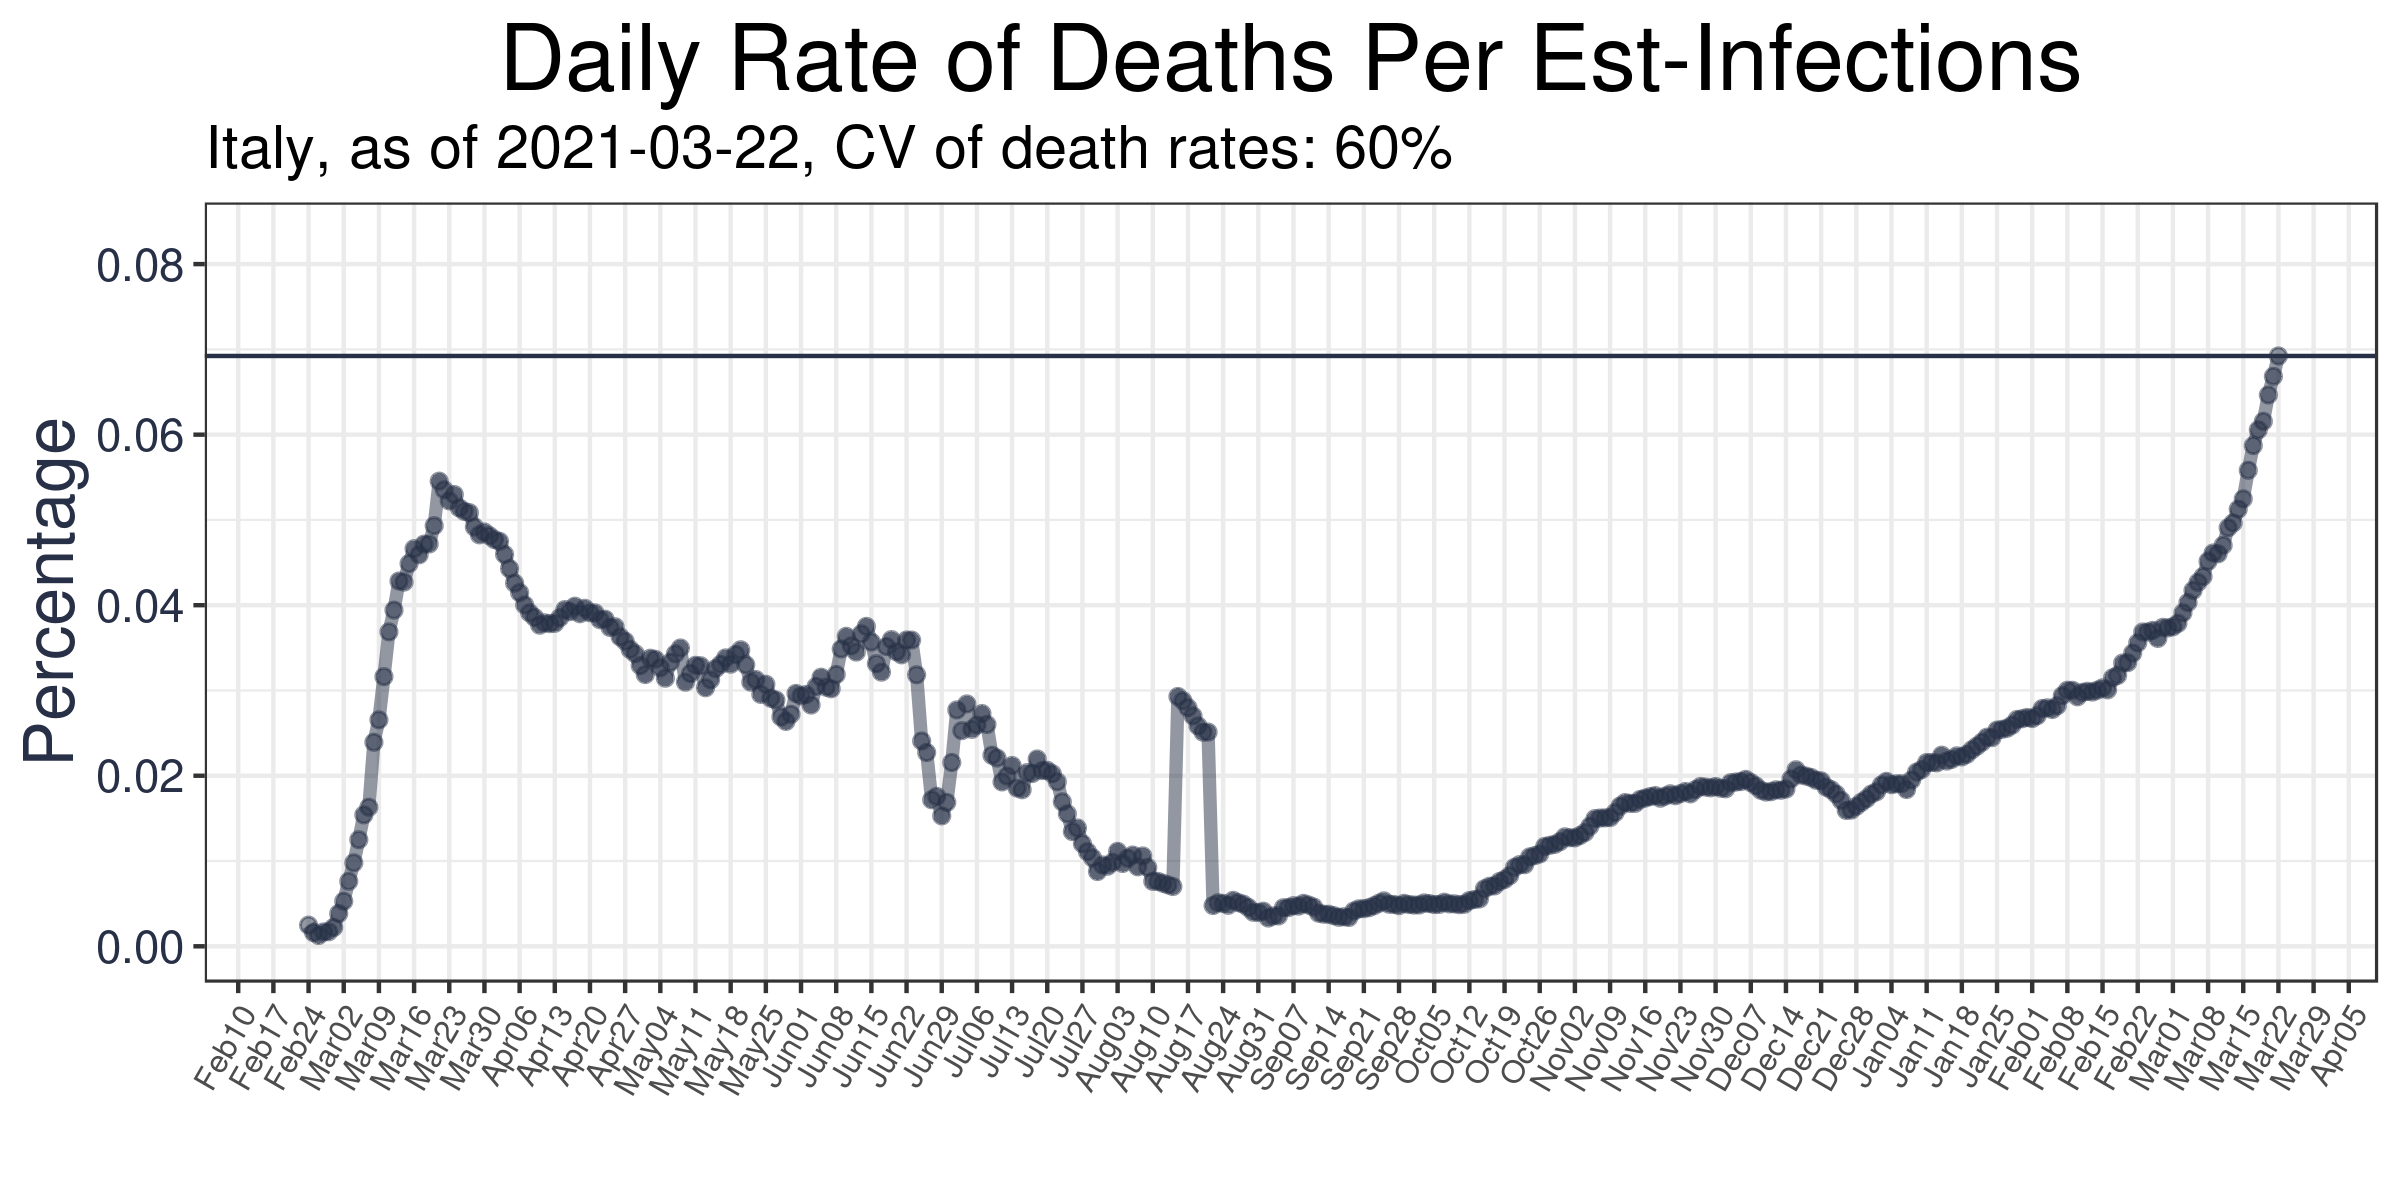 Daily Rate of Deaths Per Est-Infections
Italy, as of 2021-03-22, CV of death rates: 60%
Percentage
0.08
0.06
0.04
0.02
0.00
Feb10
Feb17
Feb24
Mar02
Mar09
Mar16
Mar23
Mar30
Apr06
Apr13
Apr20
Apr27
May04
May11
May18
May25
Jun01
Jun08
Jun15
Jun22
Jun29
Jul06
Jul13
Jul20
Jul27
Aug03
Aug10
Aug17
Aug24
Aug31
Sep07
Sep14
Sep21
Sep28
Oct05
Oct12
Oct19
Oct26
Nov02
Nov09
Nov16
Nov23
Nov30
Dec07
Dec14
Dec21
Dec28
Jan04
Jan11
Jan18
Jan25
Feb01
Feb08
Feb15
Feb22
Mar01
Mar08
Mar15
Mar22
Mar29
Apr05